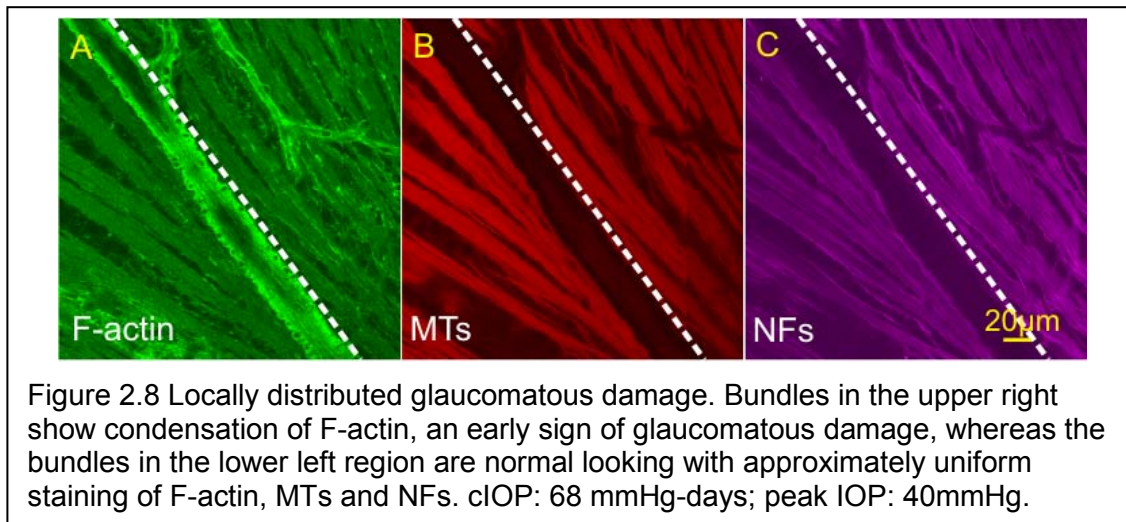 A B C
F-actin MTs NFs 20µm
Figure 2.8 Locally distributed glaucomatous damage. Bundles in the upper right
show condensation of F-actin, an early sign of glaucomatous damage, whereas the
bundles in the lower left region are normal looking with approximately uniform
staining of F-actin, MTs and NFs. cIOP: 68 mmHg-days; peak IOP: 40mmHg.